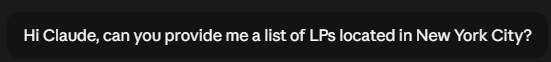 Hi Claude, can you provide me a list of LPs located in New York City?